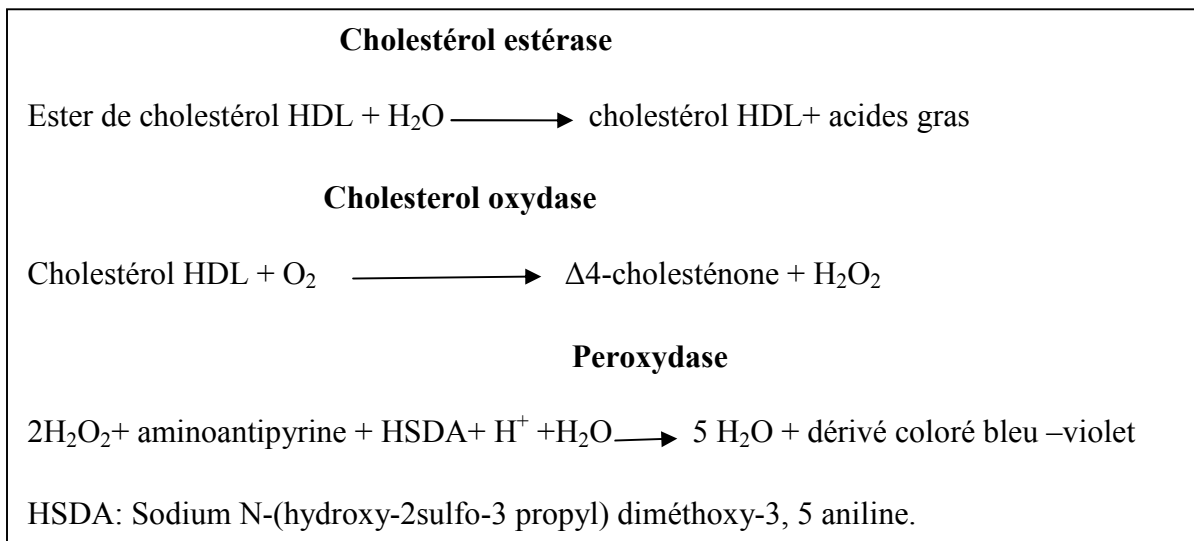 Cholestérol estérase
Ester de cholestérol HDL + H₂O ⟶ cholestérol HDL+ acides gras
Cholesterol oxydase
Cholestérol HDL + O₂ ⟶ Δ4-cholesténone + H₂O₂
Peroxydase
2H₂O₂+ aminoantipyrine + HSDA+ H⁺ +H₂O ⟶ 5 H₂O + dérivé coloré bleu –violet
HSDA: Sodium N-(hydroxy-2sulfo-3 propyl) diméthoxy-3, 5 aniline.